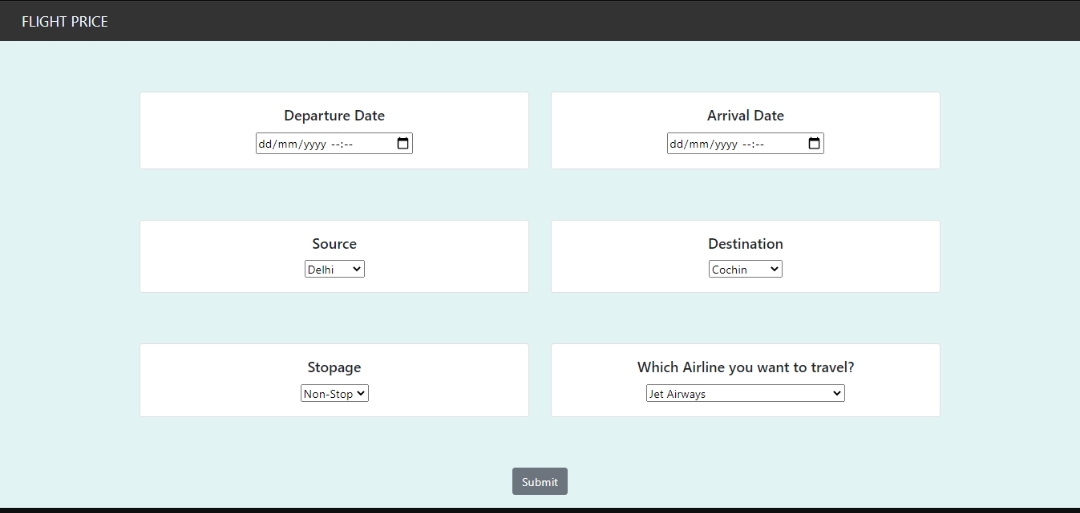 FLIGHT PRICE
Departure Date
dd/mm/yyyy --:--
Arrival Date
dd/mm/yyyy --:--
Source
Delhi
Destination
Cochin
Stopage
Non-Stop
Which Airline you want to travel?
Jet Airways
Submit